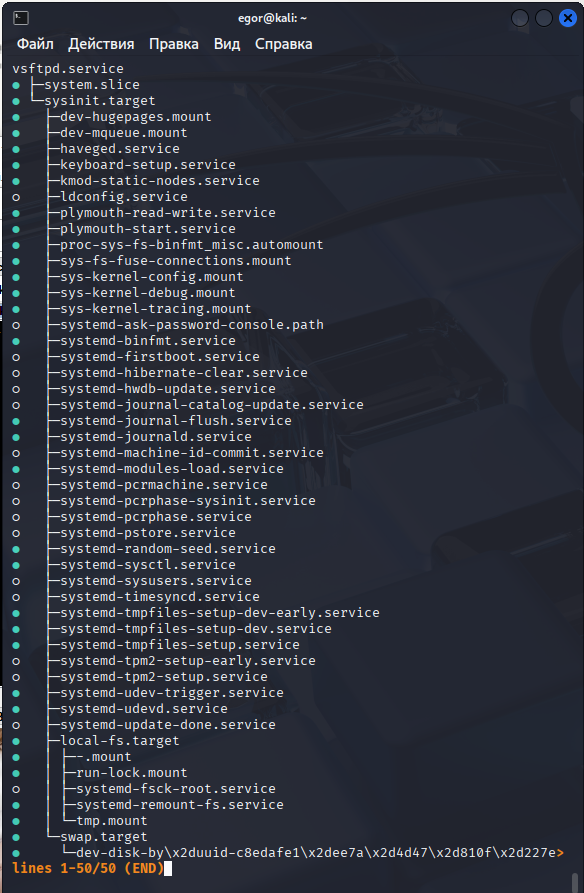 egor@kali: ~
Файл Действия Правка Вид Справка
vsftpd.service
● ├─system.slice
● └─sysinit.target
● ├─dev-hugepages.mount
● ├─dev-mqueue.mount
● ├─haveged.service
● ├─keyboard-setup.service
● ├─kmod-static-nodes.service
○ ├─ldconfig.service
● ├─plymouth-read-write.service
● ├─plymouth-start.service
● ├─proc-sys-fs-binfmt_misc.automount
● ├─sys-fs-fuse-connections.mount
● ├─sys-kernel-config.mount
● ├─sys-kernel-debug.mount
● ├─sys-kernel-tracing.mount
○ ├─systemd-ask-password-console.path
● ├─systemd-binfmt.service
○ ├─systemd-firstboot.service
○ ├─systemd-hibernate-clear.service
○ ├─systemd-hwdb-update.service
○ ├─systemd-journal-catalog-update.service
● ├─systemd-journal-flush.service
● ├─systemd-journald.service
○ ├─systemd-machine-id-commit.service
● ├─systemd-modules-load.service
○ ├─systemd-pcrmachine.service
○ ├─systemd-pcrphase-sysinit.service
○ ├─systemd-pcrphase.service
○ ├─systemd-pstore.service
● ├─systemd-random-seed.service
● ├─systemd-sysctl.service
○ ├─systemd-sysusers.service
○ ├─systemd-timesyncd.service
● ├─systemd-tmpfiles-setup-dev-early.service
● ├─systemd-tmpfiles-setup-dev.service
● ├─systemd-tmpfiles-setup.service
○ ├─systemd-tpm2-setup-early.service
○ ├─systemd-tpm2-setup.service
● ├─systemd-udev-trigger.service
● ├─systemd-udevd.service
○ ├─systemd-update-done.service
● ├─local-fs.target
● │ ├─-.mount
● │ ├─run-lock.mount
○ │ ├─systemd-fsck-root.service
● │ ├─systemd-remount-fs.service
● │ └─tmp.mount
● └─swap.target
● └─dev-disk-by\x2duuid-c8edafe1\x2dee7a\x2d4d47\x2d810f\x2d227e>
lines 1-50/50 (END)